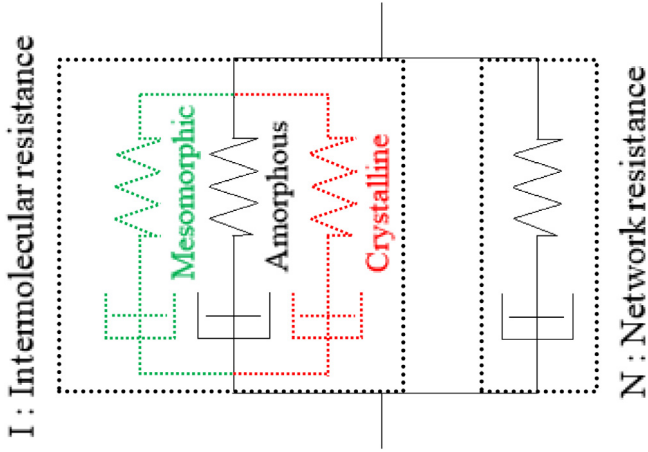 I : Intermolecular resistance
Mesomorphic
Amorphous
Crystalline
N : Network resistance